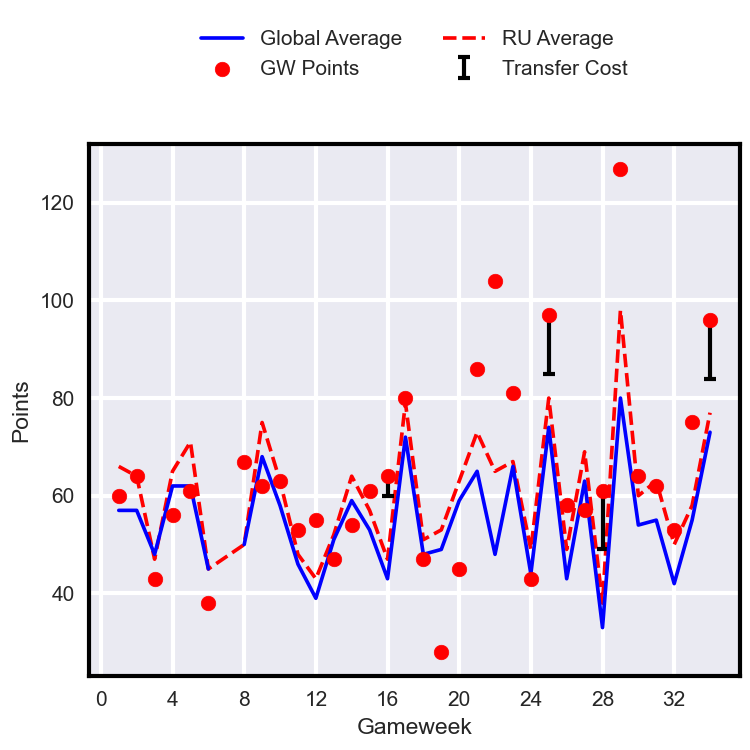 Global Average
RU Average
GW Points
Transfer Cost
120
100
80
60
40
Points
0 4 8 12 16 20 24 28 32
Gameweek